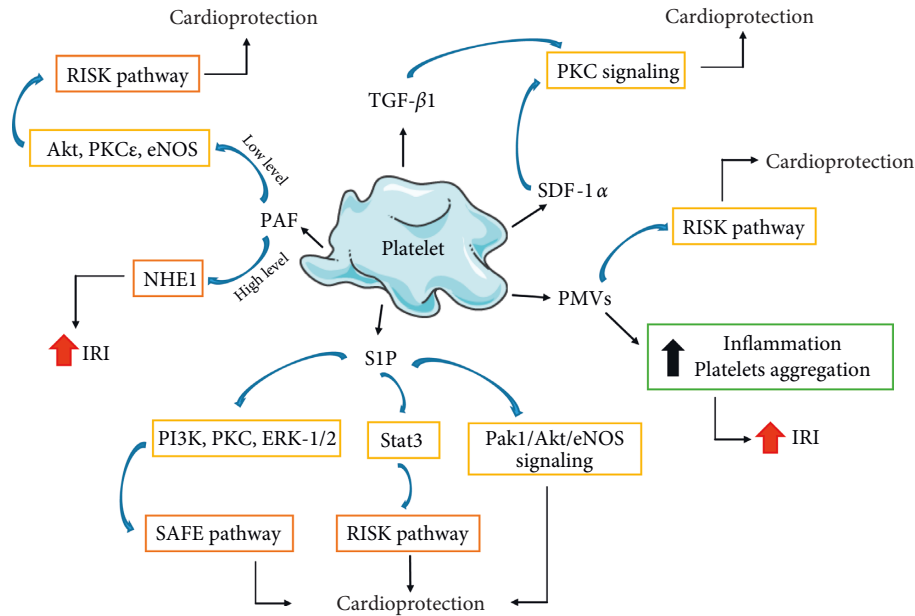 Cardioprotection
Cardioprotection
RISK pathway
PKC signaling
TGF-β1
Akt, PKCε, eNOS
Low level
Cardioprotection
SDF-1α
PAF
RISK pathway
Platelet
High level
NHE1
PMVs
IRI
Inflammation
Platelets aggregation
S1P
PI3K, PKC, ERK-1/2
Stat3
Pak1/Akt/eNOS
signaling
IRI
SAFE pathway
RISK pathway
Cardioprotection